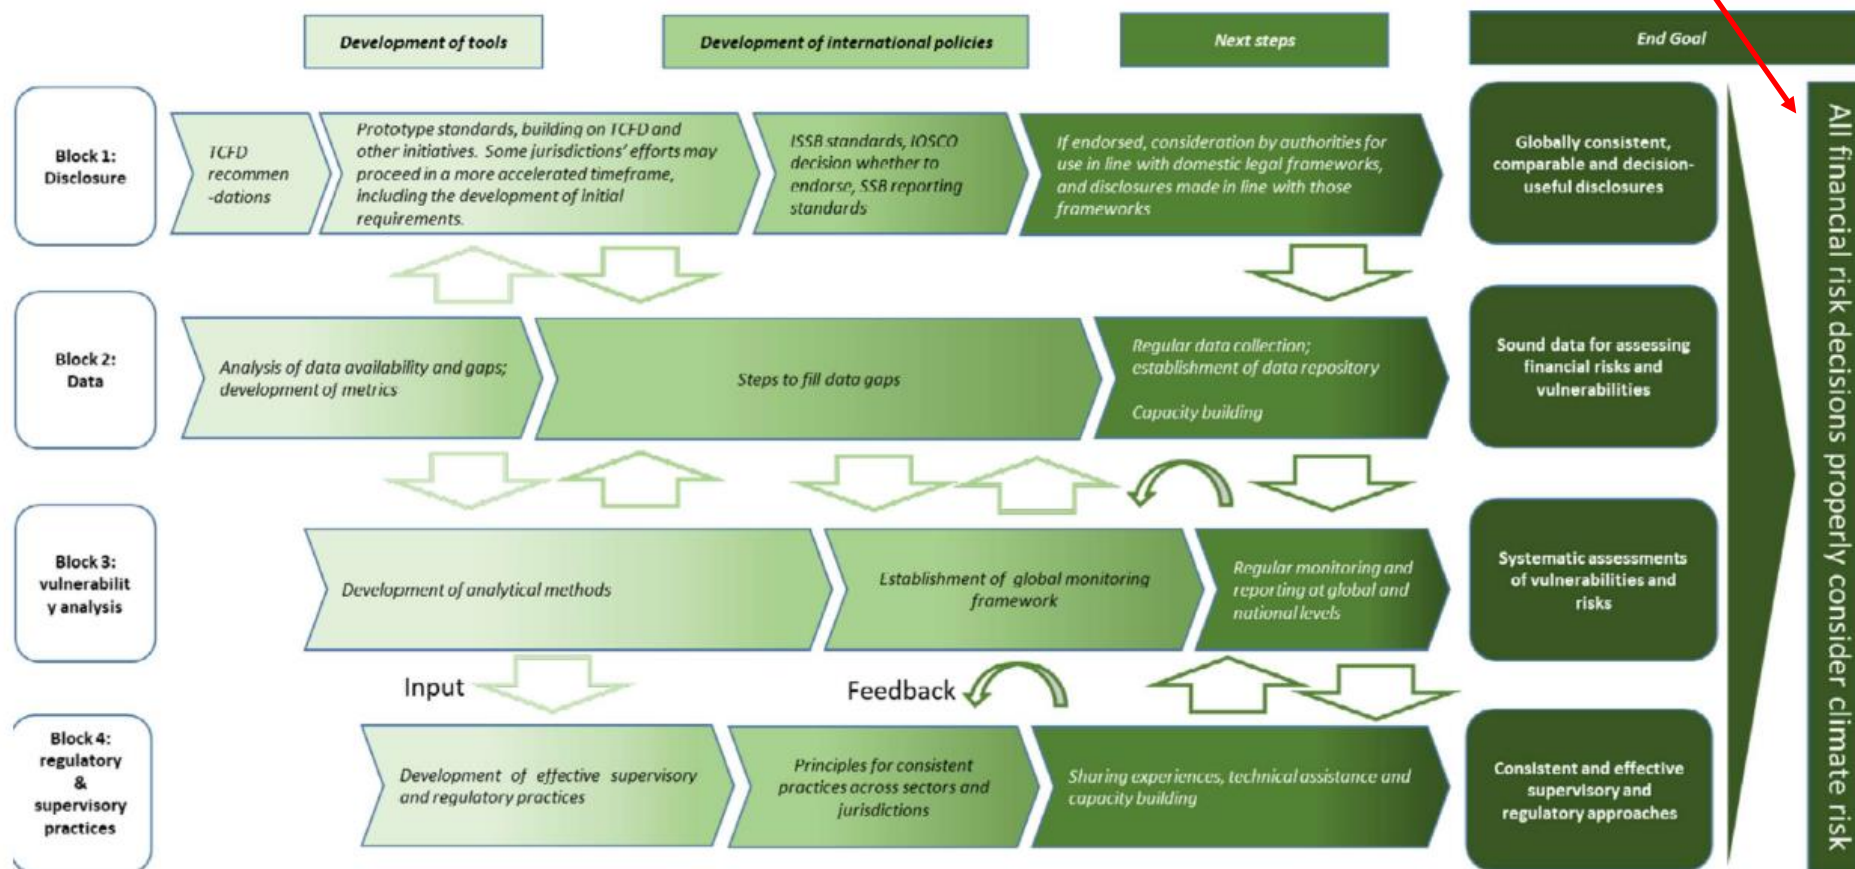 Development of tools
Development of international policies
Next steps
End Goal
Block 1:
Disclosure
TCFD
recommen
-dations
Prototype standards, building on TCFD and
other initiatives. Some jurisdictions' efforts may
proceed in a more accelerated timeframe,
including the development of initial
requirements.
ISSB standards, IOSCO
decision whether to
endorse, SSB reporting
standards
If endorsed, consideration by authorities for
use in line with domestic legal frameworks,
and disclosures made in line with those
frameworks
Globally consistent,
comparable and decision-
useful disclosures
Block 2:
Data
Analysis of data availability and gaps;
development of metrics
Steps to fill data gaps
Regular data collection;
establishment of data repository
Capacity building
Sound data for assessing
financial risks and
vulnerabilities
Block 3:
vulnerabilit
y analysis
Development of analytical methods
Establishment of global monitoring
framework
Regular monitoring and
reporting at global and
national levels
Systematic assessments
of vulnerabilities and
risks
Input
Feedback
Block 4:
regulatory
&
supervisory
practices
Development of effective supervisory
and regulatory practices
Principles for consistent
practices across sectors and
jurisdictions
Sharing experiences, technical assistance and
capacity building
Consistent and effective
supervisory and
regulatory approaches
All financial risk decisions properly consider climate risk